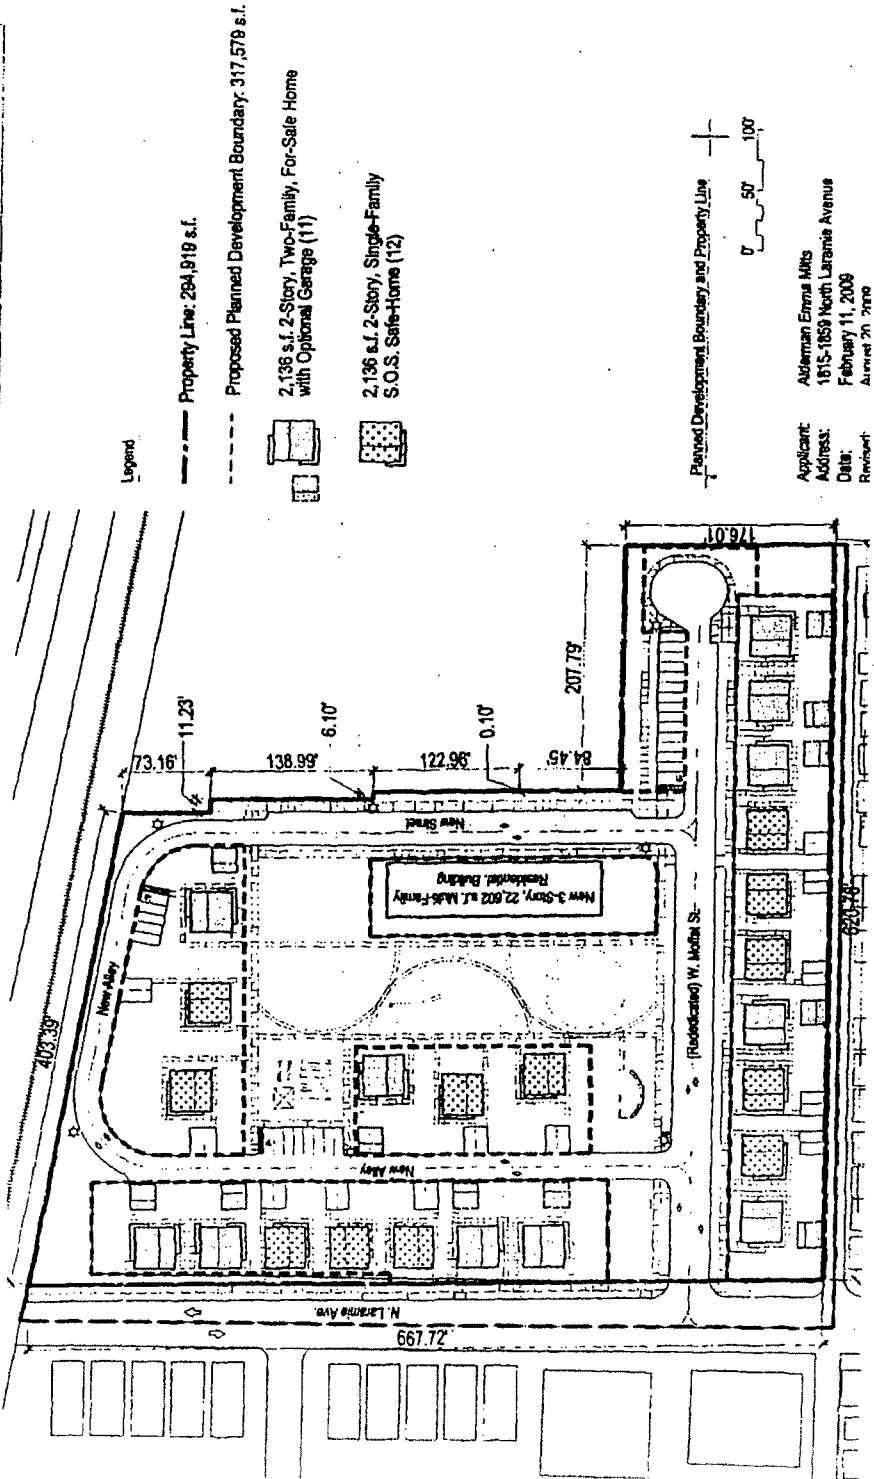 Legend
Property Line: 294,919 s.f.
Proposed Planned Development Boundary: 317,579 s.f.
2,136 s.f. 2-Story, Two-Family, For-Sale Home
with Optional Garage (11)
2,136 s.f. 2-Story, Single-Family
S.O.S. Safe-Home (12)
Planned Development Boundary and Property Line
0' 50' 100'
Applicant: Alderman Emma Mitts
Address: 1815-1859 North Laramie Avenue
Date: February 11, 2009
Revised: August 20, 2009
403.39'
73.16'
11.23'
138.99'
6.10'
122.96'
0.10'
84.45'
207.79'
176.01'
620.76'
667.72'
New Alley
New Street
New 3-Story, 22,602 s.f. Multi-Family
Residential Building
(Rededicated) W. Moffat St.
New Alley
N. Laramie Ave.